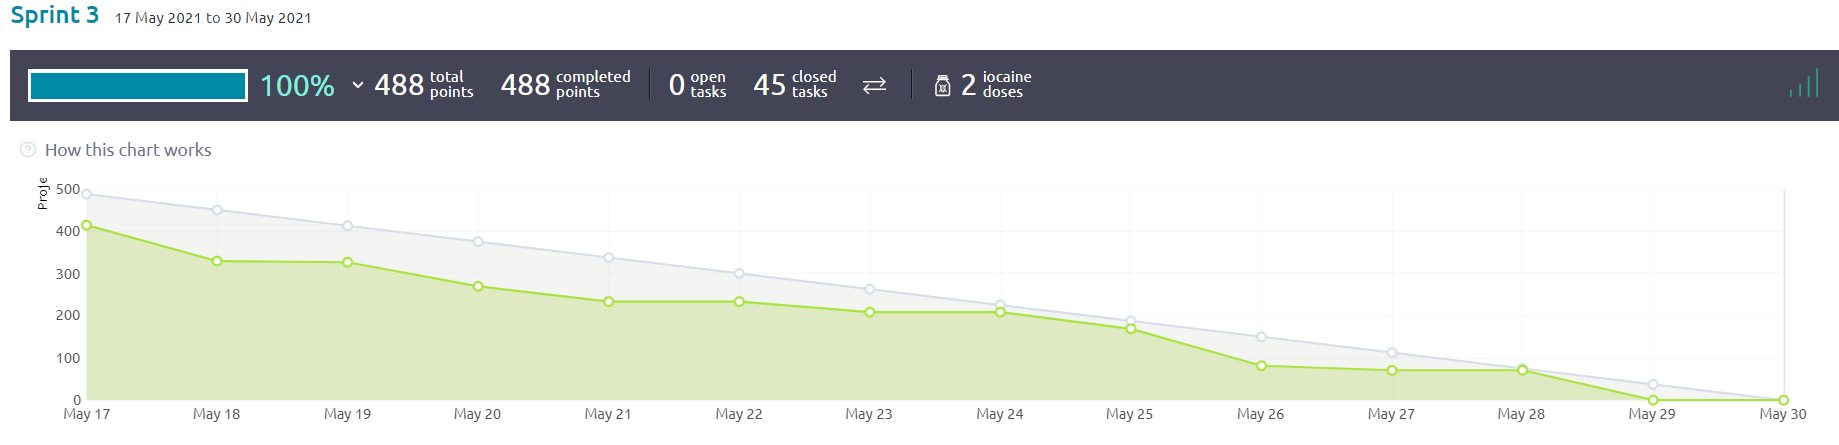 Sprint 3 17 May 2021 to 30 May 2021
100% 488 total points 488 completed points 0 open tasks 45 closed tasks 2 iocaine doses
How this chart works
Proje
500
400
300
200
100
0
May 17 May 18 May 19 May 20 May 21 May 22 May 23 May 24 May 25 May 26 May 27 May 28 May 29 May 30